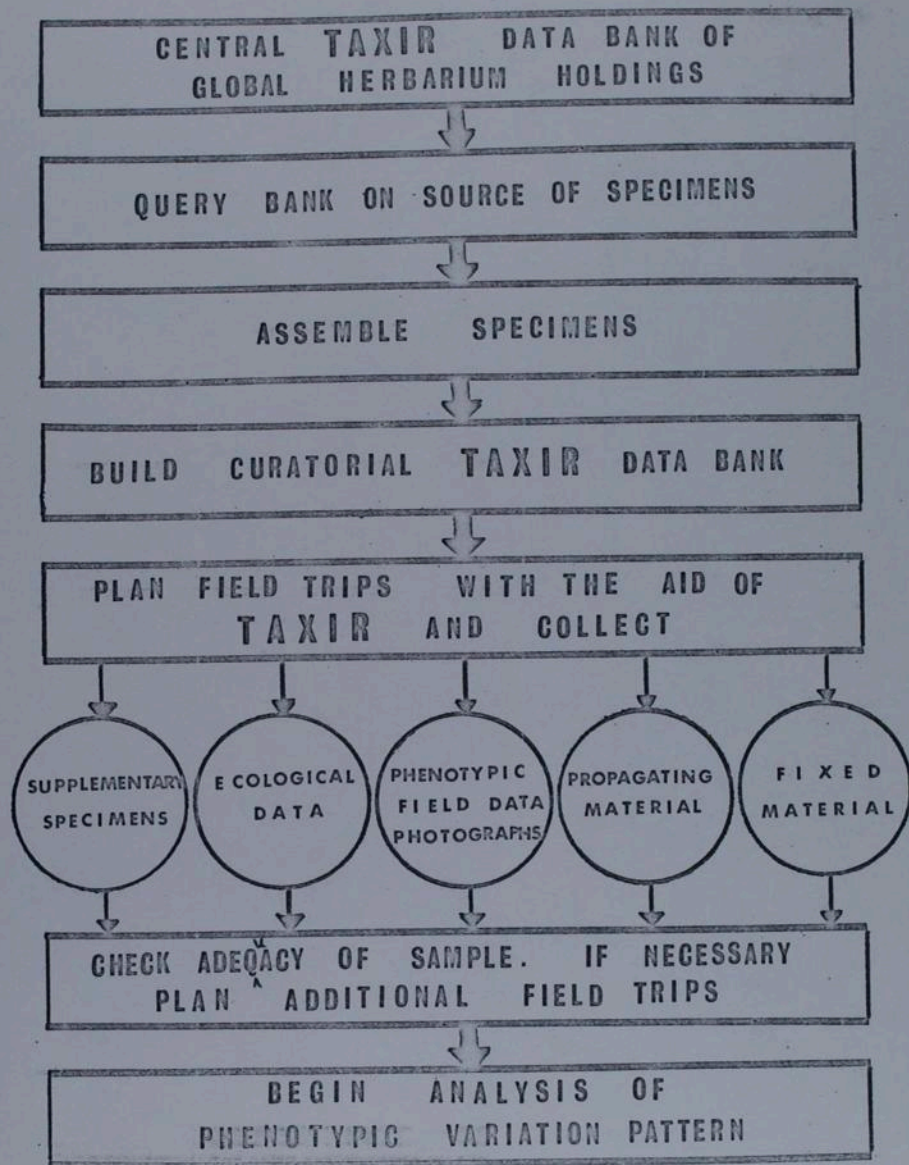 CENTRAL TAXIR DATA BANK OF
GLOBAL HERBARIUM HOLDINGS
QUERY BANK ON SOURCE OF SPECIMENS
ASSEMBLE SPECIMENS
BUILD CURATORIAL TAXIR DATA BANK
PLAN FIELD TRIPS WITH THE AID OF
TAXIR AND COLLECT
SUPPLEMENTARY
SPECIMENS
ECOLOGICAL
DATA
PHENOTYPIC
FIELD DATA
PHOTOGRAPHS
PROPAGATING
MATERIAL
FIXED
MATERIAL
CHECK ADEQUACY OF SAMPLE. IF NECESSARY
PLAN ADDITIONAL FIELD TRIPS
BEGIN ANALYSIS OF
PHENOTYPIC VARIATION PATTERN